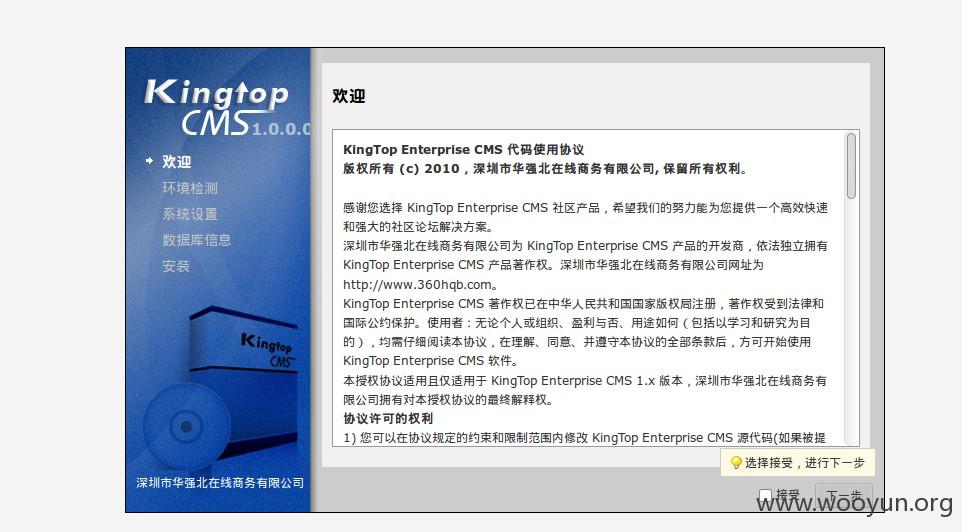 Kingtop
CMS 1.0.0.0
欢迎
环境检测
系统设置
数据库信息
安装
Kingtop
CMS
深圳市华强北在线商务有限公司
欢迎
KingTop Enterprise CMS 代码使用协议
版权所有 (c) 2010，深圳市华强北在线商务有限公司, 保留所有权利。
感谢您选择 KingTop Enterprise CMS 社区产品，希望我们的努力能为您提供一个高效快速
和强大的社区论坛解决方案。
深圳市华强北在线商务有限公司为 KingTop Enterprise CMS 产品的开发商，依法独立拥有
KingTop Enterprise CMS 产品著作权。深圳市华强北在线商务有限公司网址为
http://www.360hqb.com。
KingTop Enterprise CMS 著作权已在中华人民共和国国家版权局注册，著作权受到法律和
国际公约保护。使用者：无论个人或组织、盈利与否、用途如何（包括以学习和研究为目
的），均需仔细阅读本协议，在理解、同意、并遵守本协议的全部条款后，方可开始使用
KingTop Enterprise CMS 软件。
本授权协议适用且仅适用于 KingTop Enterprise CMS 1.x 版本，深圳市华强北在线商务有
限公司拥有对本授权协议的最终解释权。
协议许可的权利
1) 您可以在协议规定的约束和限制范围内修改 KingTop Enterprise CMS 源代码(如果被提
选择接受，进行下一步
接受
下一步
www.wooyun.org